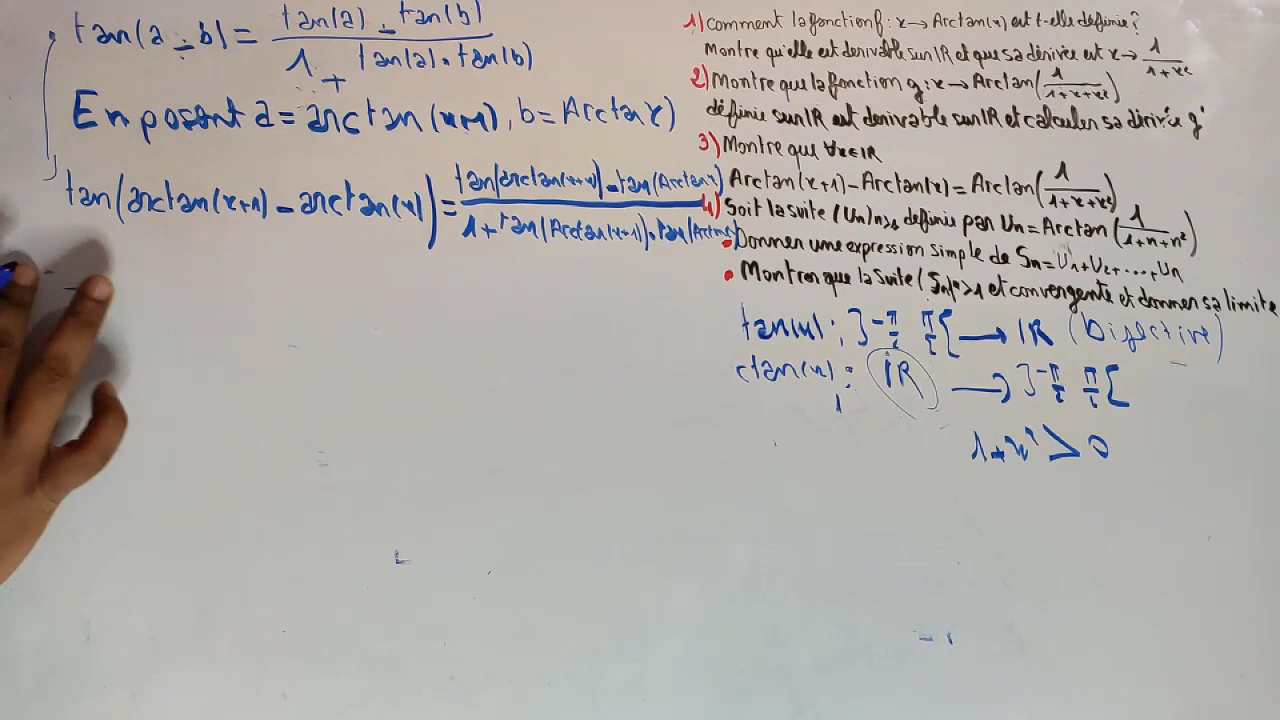 tan(a - b) = tan(a) - tan(b) / 1 + tan(a) . tan(b)
En posant a = arctan(x+1), b = Arctan x)
tan(arctan(x+1) - arctan(x)) = tan(arctan(x+1)) - tan(Arctan x) / 1 + tan(Arctan(x+1)) . tan(Arctan x)
1) Comment la fonction f: x → Arctan(x) est t-elle définie ?
Montre qu'elle est derivable sur IR et que sa dérivée est x → 1/1+x²
2) Montre que la fonction g: x → Arctan(1/1+x+x²)
définie sur IR est derivable sur IR et calculer sa dérivée g'
3) Montre que ∀x∈IR
Arctan(x+1) - Arctan(x) = Arctan(1/1+x+x²)
4) Soit la suite (Un)n≥1 definie par Un = Arctan(1/1+n+n²)
• Donner une expression simple de Sn = U1+U2+...+Un
• Montrer que la suite (Sn)n≥1 et convergente et donner sa limite
tan(x) : ]-π/2 π/2[ → IR (Bijective)
ctan(x) : IR → ]-π/2 π/2[
1
1+x² > 0